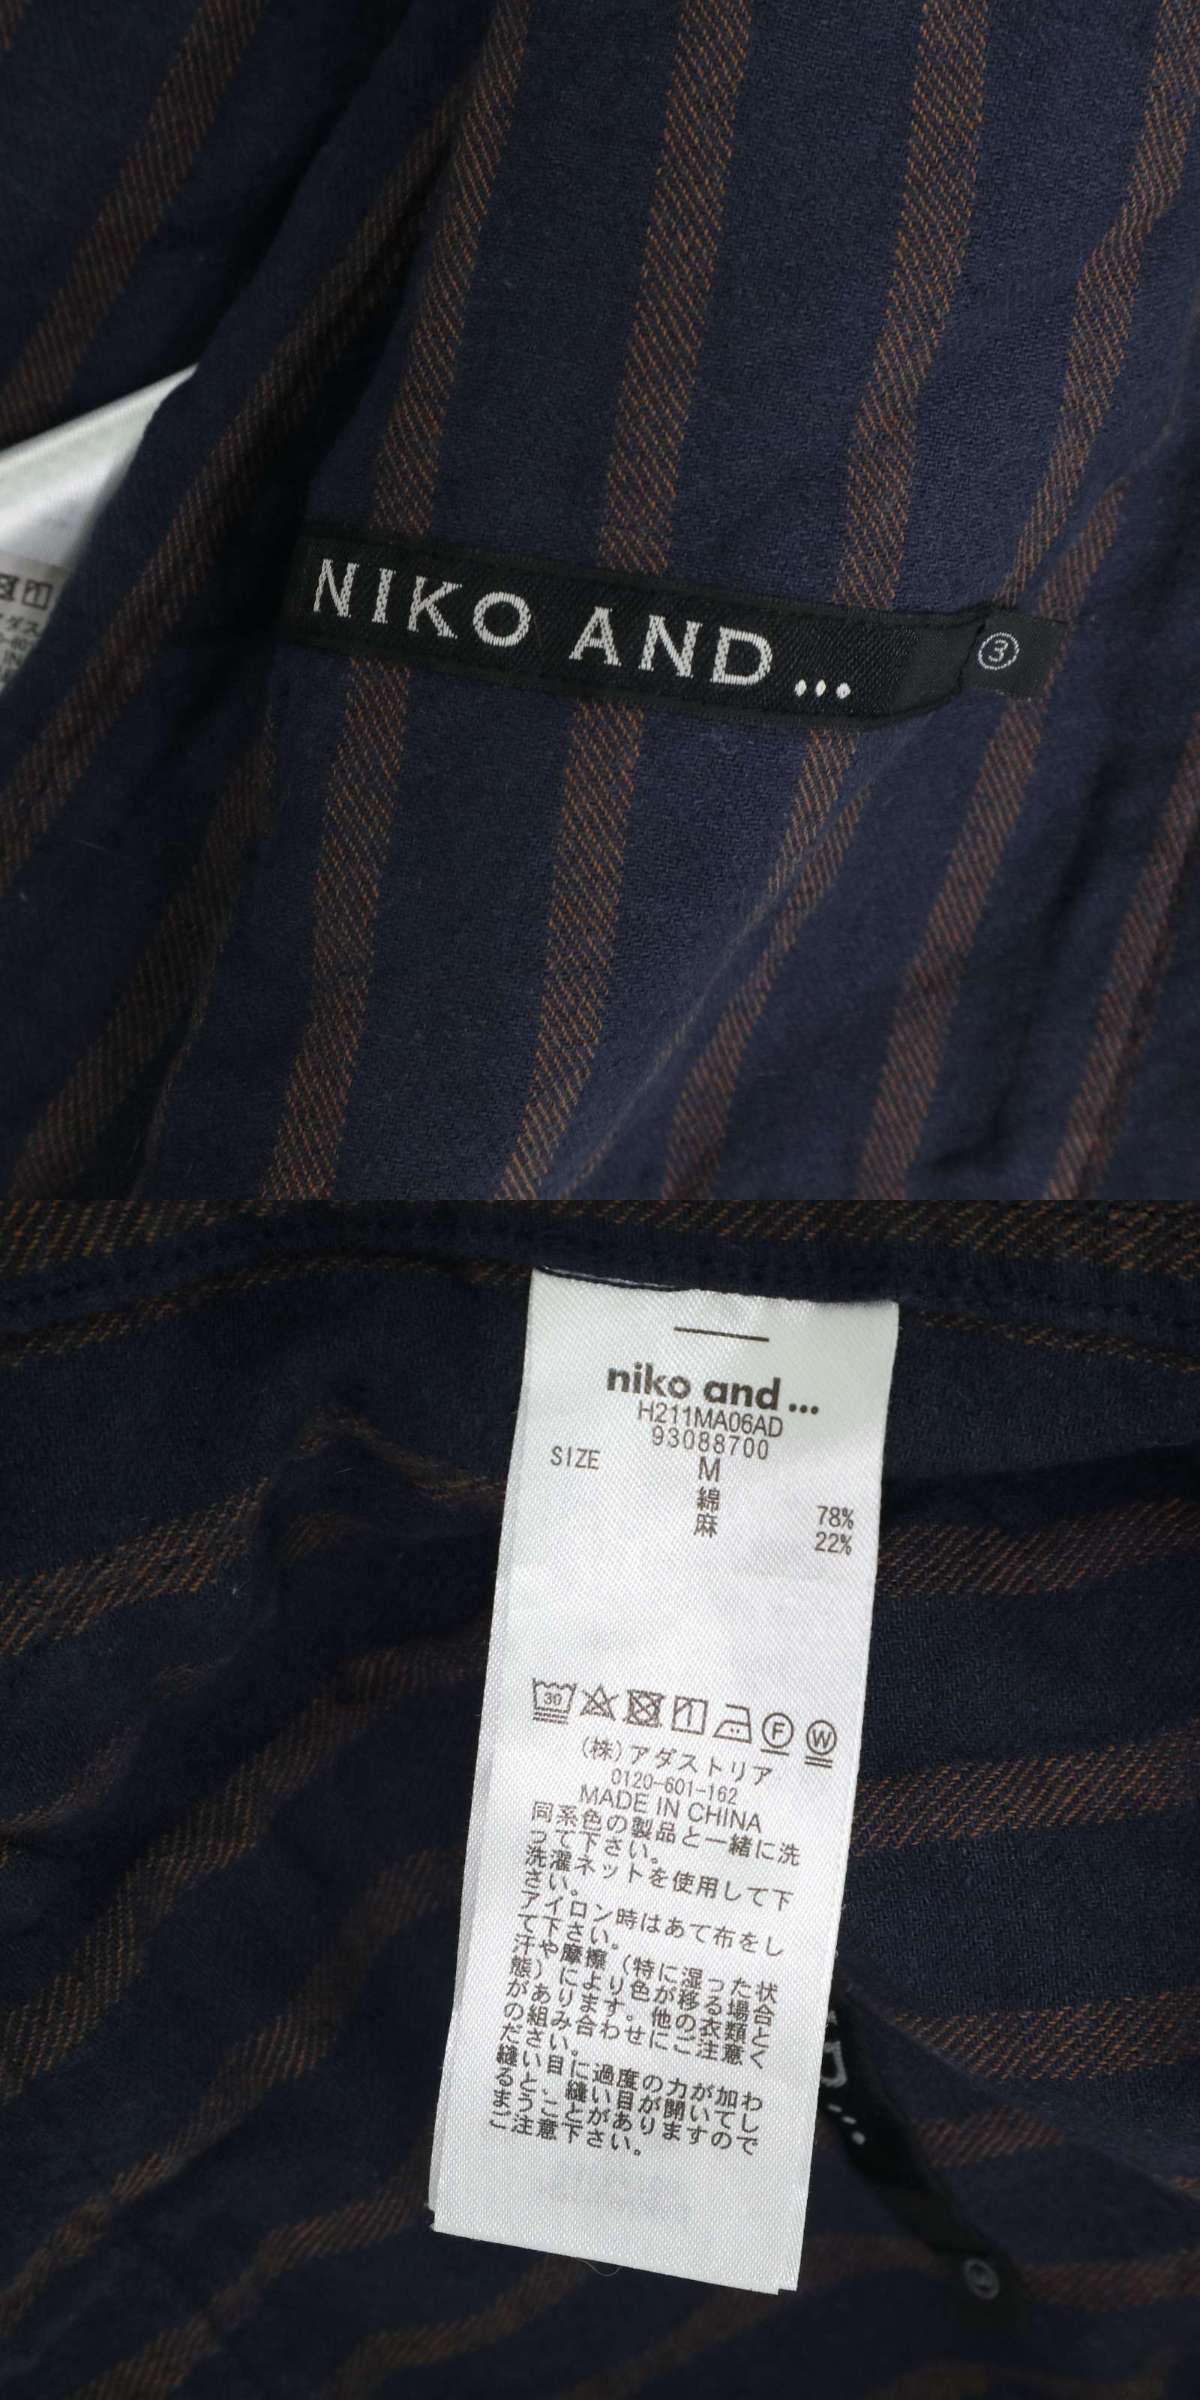 NIKO AND...
③
niko and...
H211MA06AD
93088700
SIZE M
綿 78%
麻 22%
30
F
W
(株)アダストリア
0120-601-162
MADE IN CHINA
同系色の製品と一緒に洗
って下さい。
洗濯ネットを使用して下
さい。
アイロン時はあて布をし
て下さい。
汗や摩擦(特に湿った状
態)により色が移る場合
がありますと。他の衣類
の組み合わせにご注意く
ださい。
縫い目に過度の力が加わ
るとう、縫い目が開いてし
まうことがありますので
ご注意下さい。